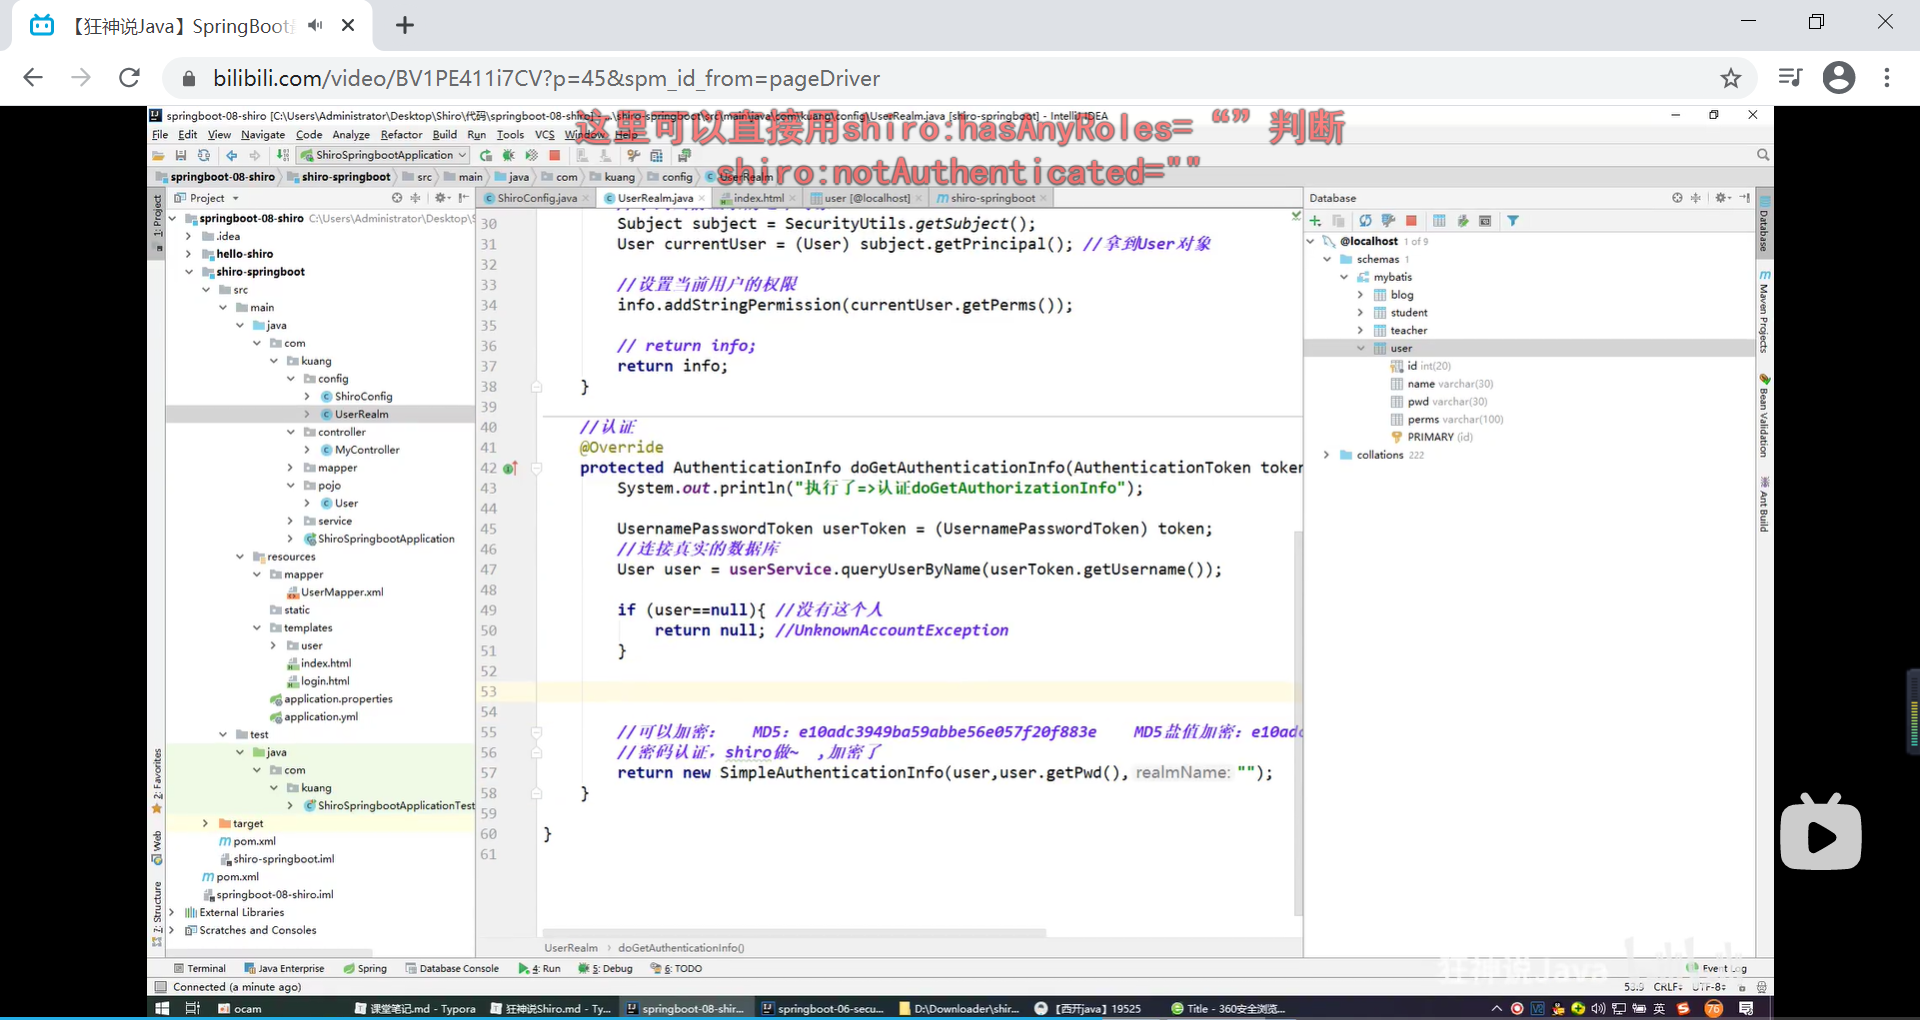 【狂神说Java】SpringBoot
bilibili.com/video/BV1PE411i7CV?p=45&spm_id_from=pageDriver
这里可以直接用shiro:hasAnyRoles=“”判断
shiro:notAuthenticated=""
springboot-08-shiro [C:\Users\Administrator\Desktop\Shiro\代码\springboot-08-shiro] - ...\shiro-springboot\src\main\java\com\kuang\config\UserRealm.java [shiro-springboot] - IntelliJ IDEA
File Edit View Navigate Code Analyze Refactor Build Run Tools VCS Window Help
ShiroSpringbootApplication
springboot-08-shiro shiro-springboot src main java com kuang config UserRealm
Project
ShiroConfig.java UserRealm.java index.html user [@localhost] shiro-springboot
Database
1: Project
springboot-08-shiro C:\Users\Administrator\Desktop\S
.idea
hello-shiro
shiro-springboot
src
main
java
com
kuang
config
ShiroConfig
UserRealm
controller
MyController
mapper
pojo
User
service
ShiroSpringbootApplication
resources
mapper
UserMapper.xml
static
templates
user
index.html
login.html
application.properties
application.yml
test
java
com
kuang
ShiroSpringbootApplicationTest
target
pom.xml
shiro-springboot.iml
pom.xml
springboot-08-shiro.iml
External Libraries
Scratches and Consoles
2: Favorites
Web
7: Structure
30 Subject subject = SecurityUtils.getSubject();
31 User currentUser = (User) subject.getPrincipal(); //拿到User对象
32
33 //设置当前用户的权限
34 info.addStringPermission(currentUser.getPerms());
35
36 // return info;
37 return info;
38 }
39
40 //认证
41 @Override
42 protected AuthenticationInfo doGetAuthenticationInfo(AuthenticationToken token
43 System.out.println("执行了=>认证doGetAuthorizationInfo");
44
45 UsernamePasswordToken userToken = (UsernamePasswordToken) token;
46 //连接真实的数据库
47 User user = userService.queryUserByName(userToken.getUsername());
48
49 if (user==null){ //没有这个人
50 return null; //UnknownAccountException
51 }
52
53
54
55 //可以加密： MD5：e10adc3949ba59abbe56e057f20f883e MD5盐值加密：e10adc
56 //密码认证，shiro做~ ,加密了
57 return new SimpleAuthenticationInfo(user,user.getPwd(), realmName: "");
58 }
59
60 }
61
UserRealm › doGetAuthenticationInfo()
@localhost 1 of 9
schemas 1
mybatis
blog
student
teacher
user
id int(20)
name varchar(30)
pwd varchar(30)
perms varchar(100)
PRIMARY (id)
collations 222
Database
Maven Projects
Bean Validation
Ant Build
Terminal Java Enterprise Spring Database Console 4: Run 5: Debug 6: TODO
狂神说Java bilibili
Event Log
Connected (a minute ago)
53:9 CRLF÷ UTF-8÷
ocam 课堂笔记.md - Typora 狂神说Shiro.md - Ty... springboot-08-shir... springboot-06-secu... D:\Downloader\shir... 【西开java】19525 Title - 360安全浏览... 英 76